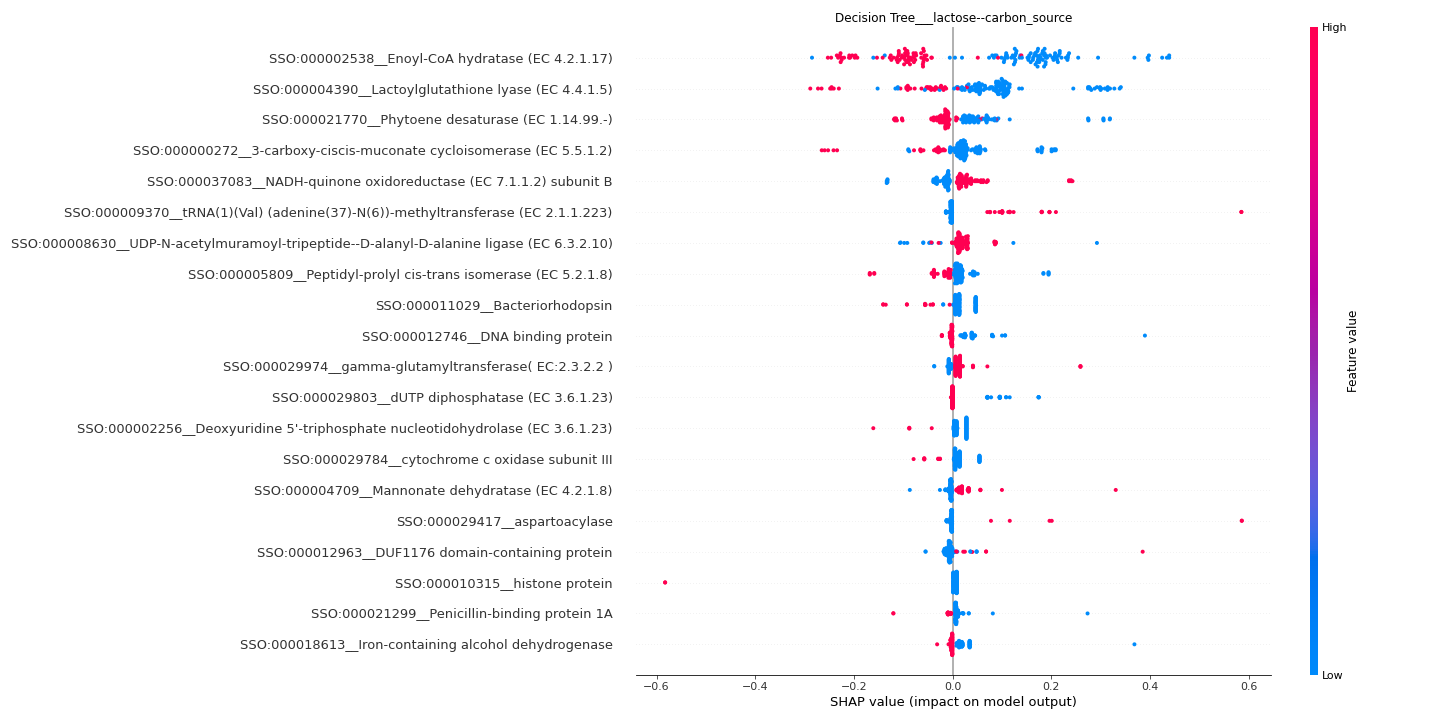 Decision Tree___lactose--carbon_source
High
SSO:000002538__Enoyl-CoA hydratase (EC 4.2.1.17)
SSO:000004390__Lactoylglutathione lyase (EC 4.4.1.5)
SSO:000021770__Phytoene desaturase (EC 1.14.99.-)
SSO:000000272__3-carboxy-ciscis-muconate cycloisomerase (EC 5.5.1.2)
SSO:000037083__NADH-quinone oxidoreductase (EC 7.1.1.2) subunit B
SSO:000009370__tRNA(1)(Val) (adenine(37)-N(6))-methyltransferase (EC 2.1.1.223)
SSO:000008630__UDP-N-acetylmuramoyl-tripeptide--D-alanyl-D-alanine ligase (EC 6.3.2.10)
SSO:000005809__Peptidyl-prolyl cis-trans isomerase (EC 5.2.1.8)
SSO:000011029__Bacteriorhodopsin
SSO:000012746__DNA binding protein
SSO:000029974__gamma-glutamyltransferase( EC:2.3.2.2 )
SSO:000029803__dUTP diphosphatase (EC 3.6.1.23)
SSO:000002256__Deoxyuridine 5'-triphosphate nucleotidohydrolase (EC 3.6.1.23)
SSO:000029784__cytochrome c oxidase subunit III
SSO:000004709__Mannonate dehydratase (EC 4.2.1.8)
SSO:000029417__aspartoacylase
SSO:000012963__DUF1176 domain-containing protein
SSO:000010315__histone protein
SSO:000021299__Penicillin-binding protein 1A
SSO:000018613__Iron-containing alcohol dehydrogenase
Feature value
Low
−0.6 −0.4 −0.2 0.0 0.2 0.4 0.6
SHAP value (impact on model output)